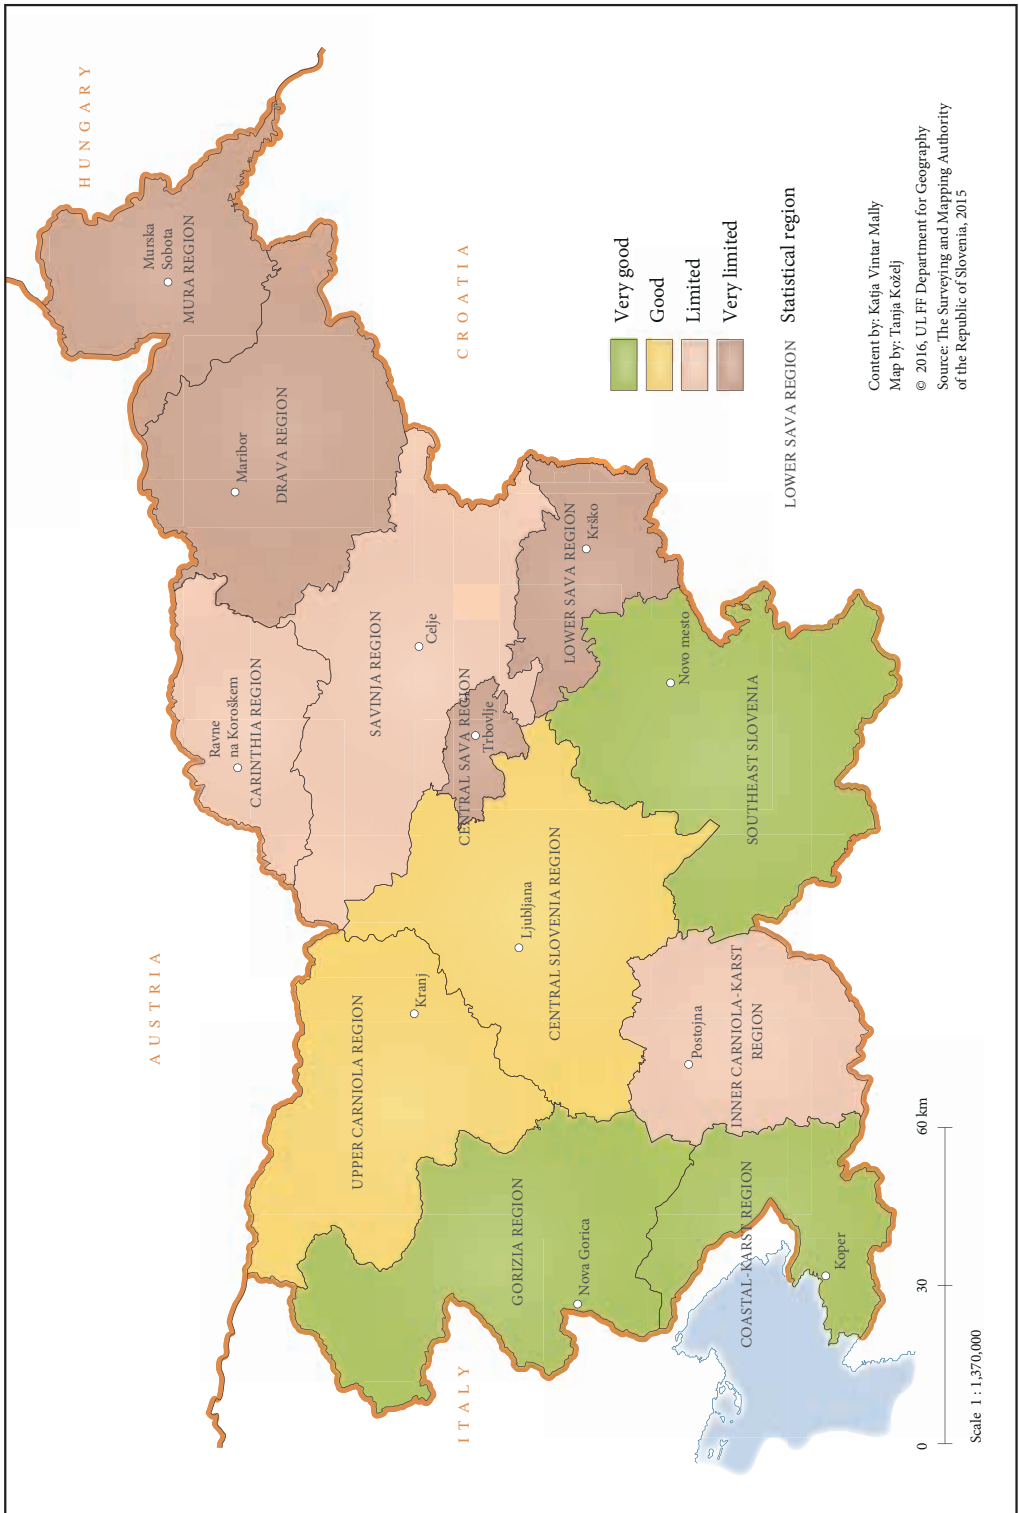 HUNGARY
AUSTRIA
CROATIA
ITALY
Murska
Sobota
MURA REGION
Maribor
DRAVA REGION
Ravne
na Koroškem
CARINTHIA REGION
SAVINJA REGION
Celje
CENTRAL SAVA REGION
Trbovlje
LOWER SAVA REGION
Krško
UPPER CARNIOLA REGION
Kranj
Ljubljana
CENTRAL SLOVENIA REGION
Novo mesto
SOUTHEAST SLOVENIA
GORIZIA REGION
Nova Gorica
Postojna
INNER CARNIOLA-KARST
REGION
COASTAL-KARST REGION
Koper
Very good
Good
Limited
Very limited
LOWER SAVA REGION Statistical region
0 30 60 km
Scale 1 : 1,370,000
Content by: Katja Vintar Mally
Map by: Tanja Koželj
© 2016, UL FF Department for Geography
Source: The Surveying and Mapping Authority
of the Republic of Slovenia, 2015